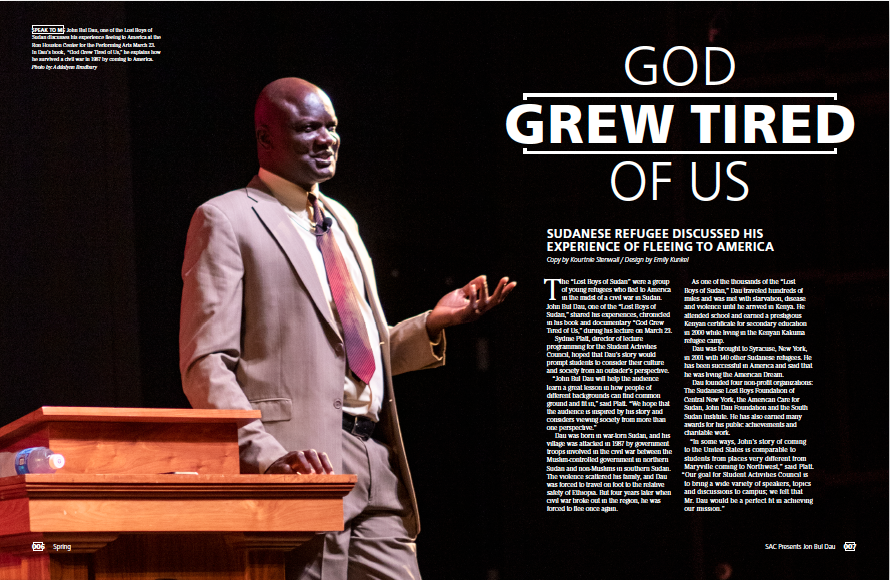 SPEAK TO ME John Bul Dau, one of the Lost Boys of
Sudan discusses his experience fleeing to America at the
Ron Houston Center for the Performing Arts March 23.
In Dau's book, "God Grew Tired of Us," he explains how
he survived a civil war in 1987 by coming to America.
Photo by: Addalynn Bradbury
GOD
GREW TIRED
OF US
SUDANESE REFUGEE DISCUSSED HIS
EXPERIENCE OF FLEEING TO AMERICA
Copy by Kourtnie Stenwall / Design by Emily Kunkel
The "Lost Boys of Sudan" were a group
of young refugees who fled to America
in the midst of a civil war in Sudan.
John Bul Dau, one of the "Lost Boys of
Sudan," shared his experiences, chronicled
in his book and documentary "God Grew
Tired of Us," during his lecture on March 23.
Sydnie Platt, director of lecture
programming for the Student Activities
Council, hoped that Dau's story would
prompt students to consider their culture
and society from an outsider's perspective.
"John Bul Dau will help the audience
learn a great lesson in how people of
different backgrounds can find common
ground and fit in," said Platt. "We hope that
the audience is inspired by his story and
considers viewing society from more than
one perspective."
Dau was born in war-torn Sudan, and his
village was attacked in 1987 by government
troops involved in the civil war between the
Muslim-controlled government in northern
Sudan and non-Muslims in southern Sudan.
The violence scattered his family, and Dau
was forced to travel on foot to the relative
safety of Ethiopia. But four years later when
civil war broke out in the region, he was
forced to flee once again.
As one of the thousands of the "Lost
Boys of Sudan," Dau traveled hundreds of
miles and was met with starvation, disease
and violence until he arrived in Kenya. He
attended school and earned a prestigious
Kenyan certificate for secondary education
in 2000 while living in the Kenyan Kakuma
refugee camp.
Dau was brought to Syracuse, New York,
in 2001 with 140 other Sudanese refugees. He
has been successful in America and said that
he was living the American Dream.
Dau founded four non-profit organizations:
The Sudanese Lost Boys Foundation of
Central New York, the American Care for
Sudan, John Dau Foundation and the South
Sudan Institute. He has also earned many
awards for his public achievements and
charitable work.
"In some ways, John's story of coming
to the United States is comparable to
students from places very different from
Maryville coming to Northwest," said Platt.
"Our goal for Student Activities Council is
to bring a wide variety of speakers, topics
and discussions to campus; we felt that
Mr. Dau would be a perfect fit in achieving
our mission."
006 Spring
SAC Presents Jon Bul Dau 007